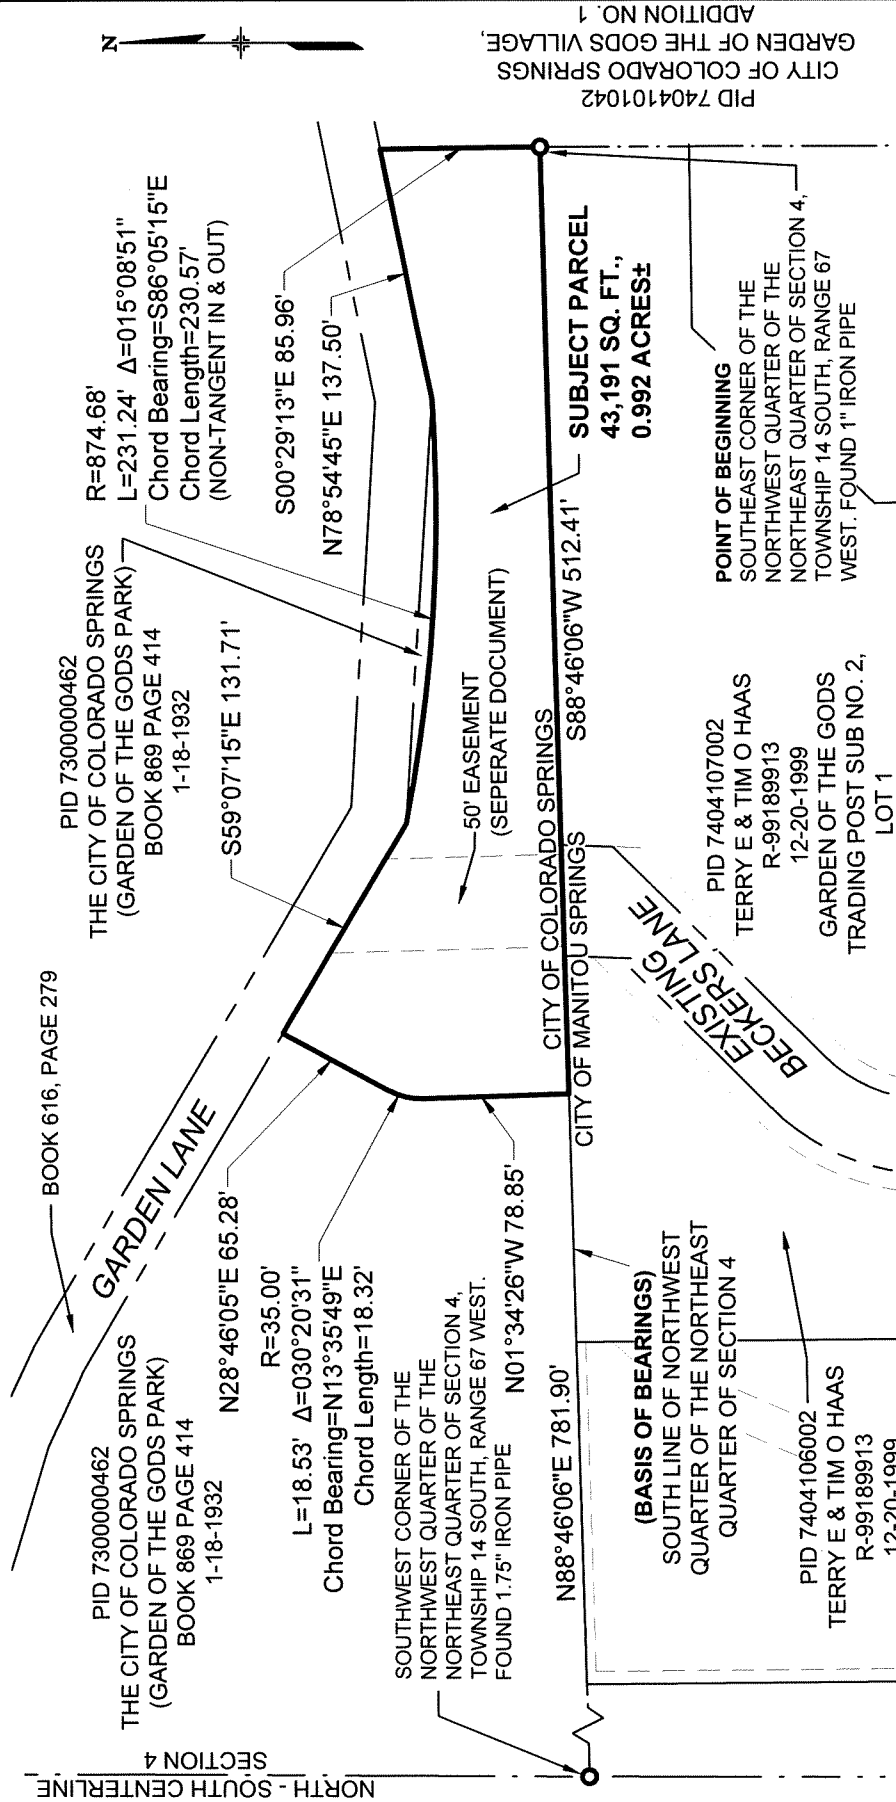 NORTH - SOUTH CENTERLINE
SECTION 4
PID 7300000462
THE CITY OF COLORADO SPRINGS
(GARDEN OF THE GODS PARK)
BOOK 869 PAGE 414
1-18-1932
BOOK 616, PAGE 279
GARDEN LANE
PID 7300000462
THE CITY OF COLORADO SPRINGS
(GARDEN OF THE GODS PARK)
BOOK 869 PAGE 414
1-18-1932
S59°07'15"E 131.71'
R=874.68'
L=231.24' Δ=015°08'51"
Chord Bearing=S86°05'15"E
Chord Length=230.57'
(NON-TANGENT IN & OUT)
S00°29'13"E 85.96'
N78°54'45"E 137.50'
N
PID 7404101042
CITY OF COLORADO SPRINGS
GARDEN OF THE GODS VILLAGE,
ADDITION NO. 1
N28°46'05"E 65.28'
R=35.00'
L=18.53' Δ=030°20'31"
Chord Bearing=N13°35'49"E
Chord Length=18.32'
SOUTHWEST CORNER OF THE
NORTHWEST QUARTER OF THE
NORTHEAST QUARTER OF SECTION 4,
TOWNSHIP 14 SOUTH, RANGE 67 WEST.
FOUND 1.75" IRON PIPE
N01°34'26"W 78.85'
50' EASEMENT
(SEPERATE DOCUMENT)
SUBJECT PARCEL
43,191 SQ. FT.,
0.992 ACRES±
N88°46'06"E 781.90'
CITY OF COLORADO SPRINGS
CITY OF MANITOU SPRINGS
S88°46'06"W 512.41'
(BASIS OF BEARINGS)
SOUTH LINE OF NORTHWEST
QUARTER OF THE NORTHEAST
QUARTER OF SECTION 4
EXISTING
BECKERS LANE
POINT OF BEGINNING
SOUTHEAST CORNER OF THE
NORTHWEST QUARTER OF THE
NORTHEAST QUARTER OF SECTION 4,
TOWNSHIP 14 SOUTH, RANGE 67
WEST. FOUND 1" IRON PIPE
PID 7404106002
TERRY E & TIM O HAAS
R-99189913
12-20-1999
PID 7404107002
TERRY E & TIM O HAAS
R-99189913
12-20-1999
GARDEN OF THE GODS
TRADING POST SUB NO. 2,
LOT 1